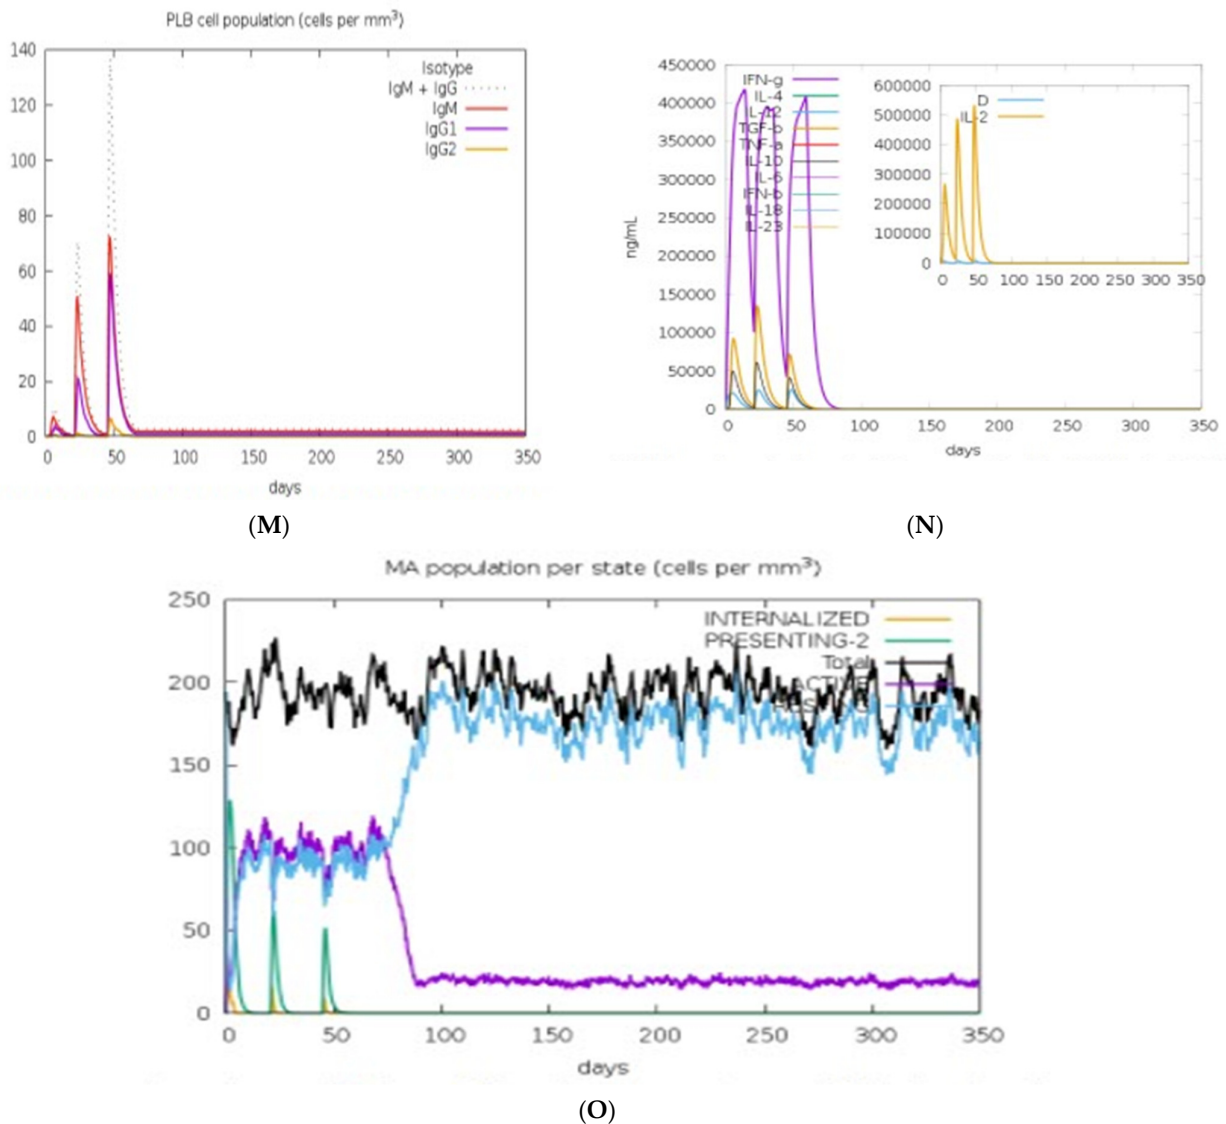 PLB cell population (cells per mm³)
140
120
100
80
60
40
20
0
Isotype
IgM + IgG
IgM
IgG1
IgG2
0 50 100 150 200 250 300 350
days
(M)
450000
400000
350000
300000
250000
200000
150000
100000
50000
0
ng/mL
IFN-g
IL-4
IL-12
TGF-b
TNF-a
IL-10
IL-6
IFN-b
IL-18
IL-23
0 50 100 150 200 250 300 350
days
600000
500000
400000
300000
200000
100000
0
D
IL-2
0 50 100 150 200 250 300 350
(N)
MA population per state (cells per mm³)
250
200
150
100
50
0
INTERNALIZED
PRESENTING-2
Total
ACTIVE
0 50 100 150 200 250 300 350
days
(O)